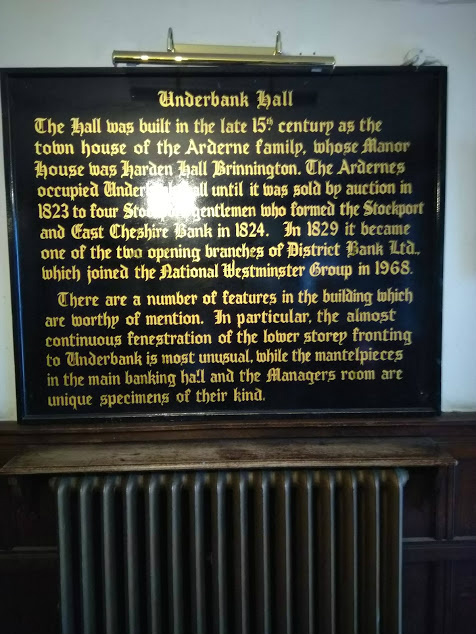 Underbank Hall
The Hall was built in the late 15th century as the
town house of the Arderne family, whose Manor
House was Harden Hall Brinnington. The Ardernes
occupied until it was sold by auction in
1823 to four gentlemen who formed the Stockport
and East Cheshire Bank in 1824. In 1829 it became
one of the two opening branches of District Bank Ltd.,
which joined the National Westminster Group in 1968.
There are a number of features in the building which
are worthy of mention. In particular, the almost
continuous fenestration of the lower storey fronting
to Underbank is most unusual, while the mantelpieces
in the main banking hall and the Managers room are
unique specimens of their kind.